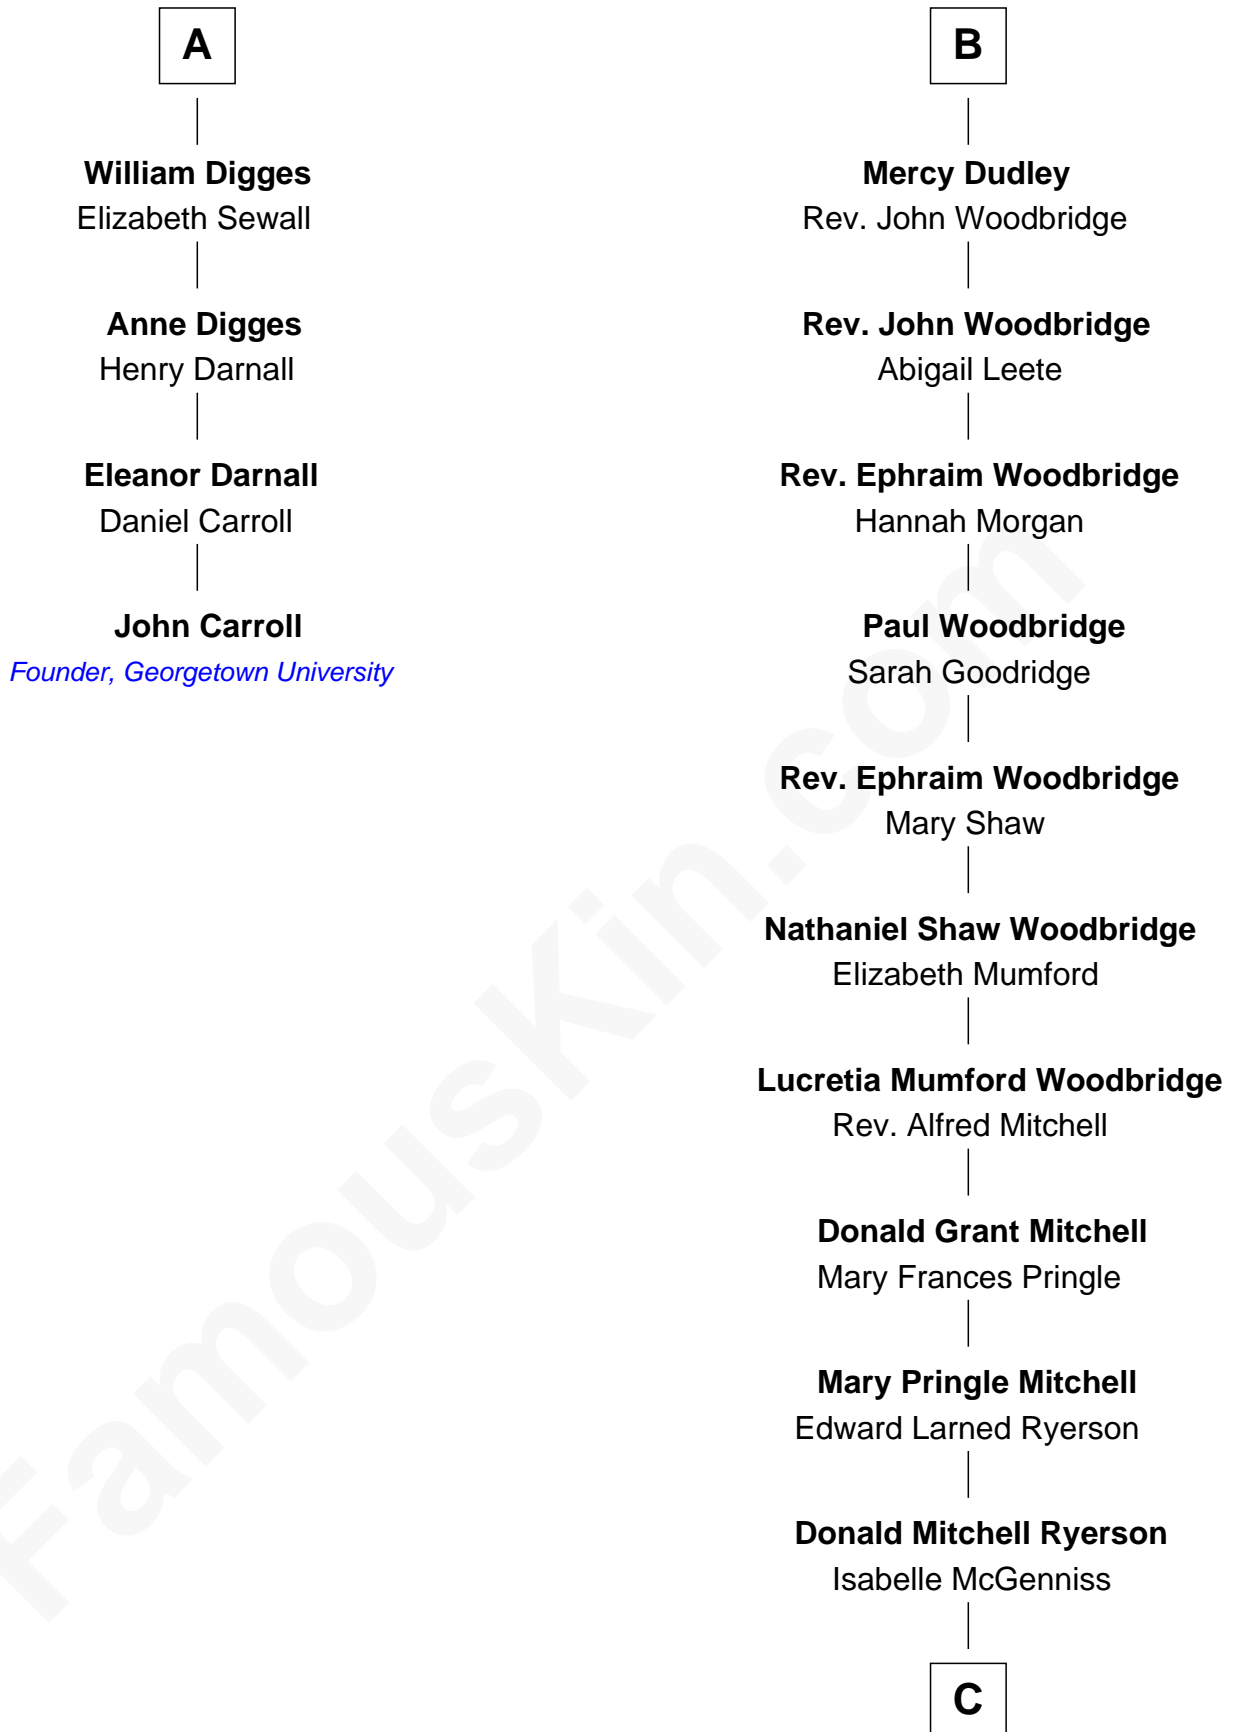 A
William Digges
Elizabeth Sewall
Anne Digges
Henry Darnall
Eleanor Darnall
Daniel Carroll
John Carroll
Founder, Georgetown University
B
Mercy Dudley
Rev. John Woodbridge
Rev. John Woodbridge
Abigail Leete
Rev. Ephraim Woodbridge
Hannah Morgan
Paul Woodbridge
Sarah Goodridge
Rev. Ephraim Woodbridge
Mary Shaw
Nathaniel Shaw Woodbridge
Elizabeth Mumford
Lucretia Mumford Woodbridge
Rev. Alfred Mitchell
Donald Grant Mitchell
Mary Frances Pringle
Mary Pringle Mitchell
Edward Larned Ryerson
Donald Mitchell Ryerson
Isabelle McGenniss
C
FamousKin.com